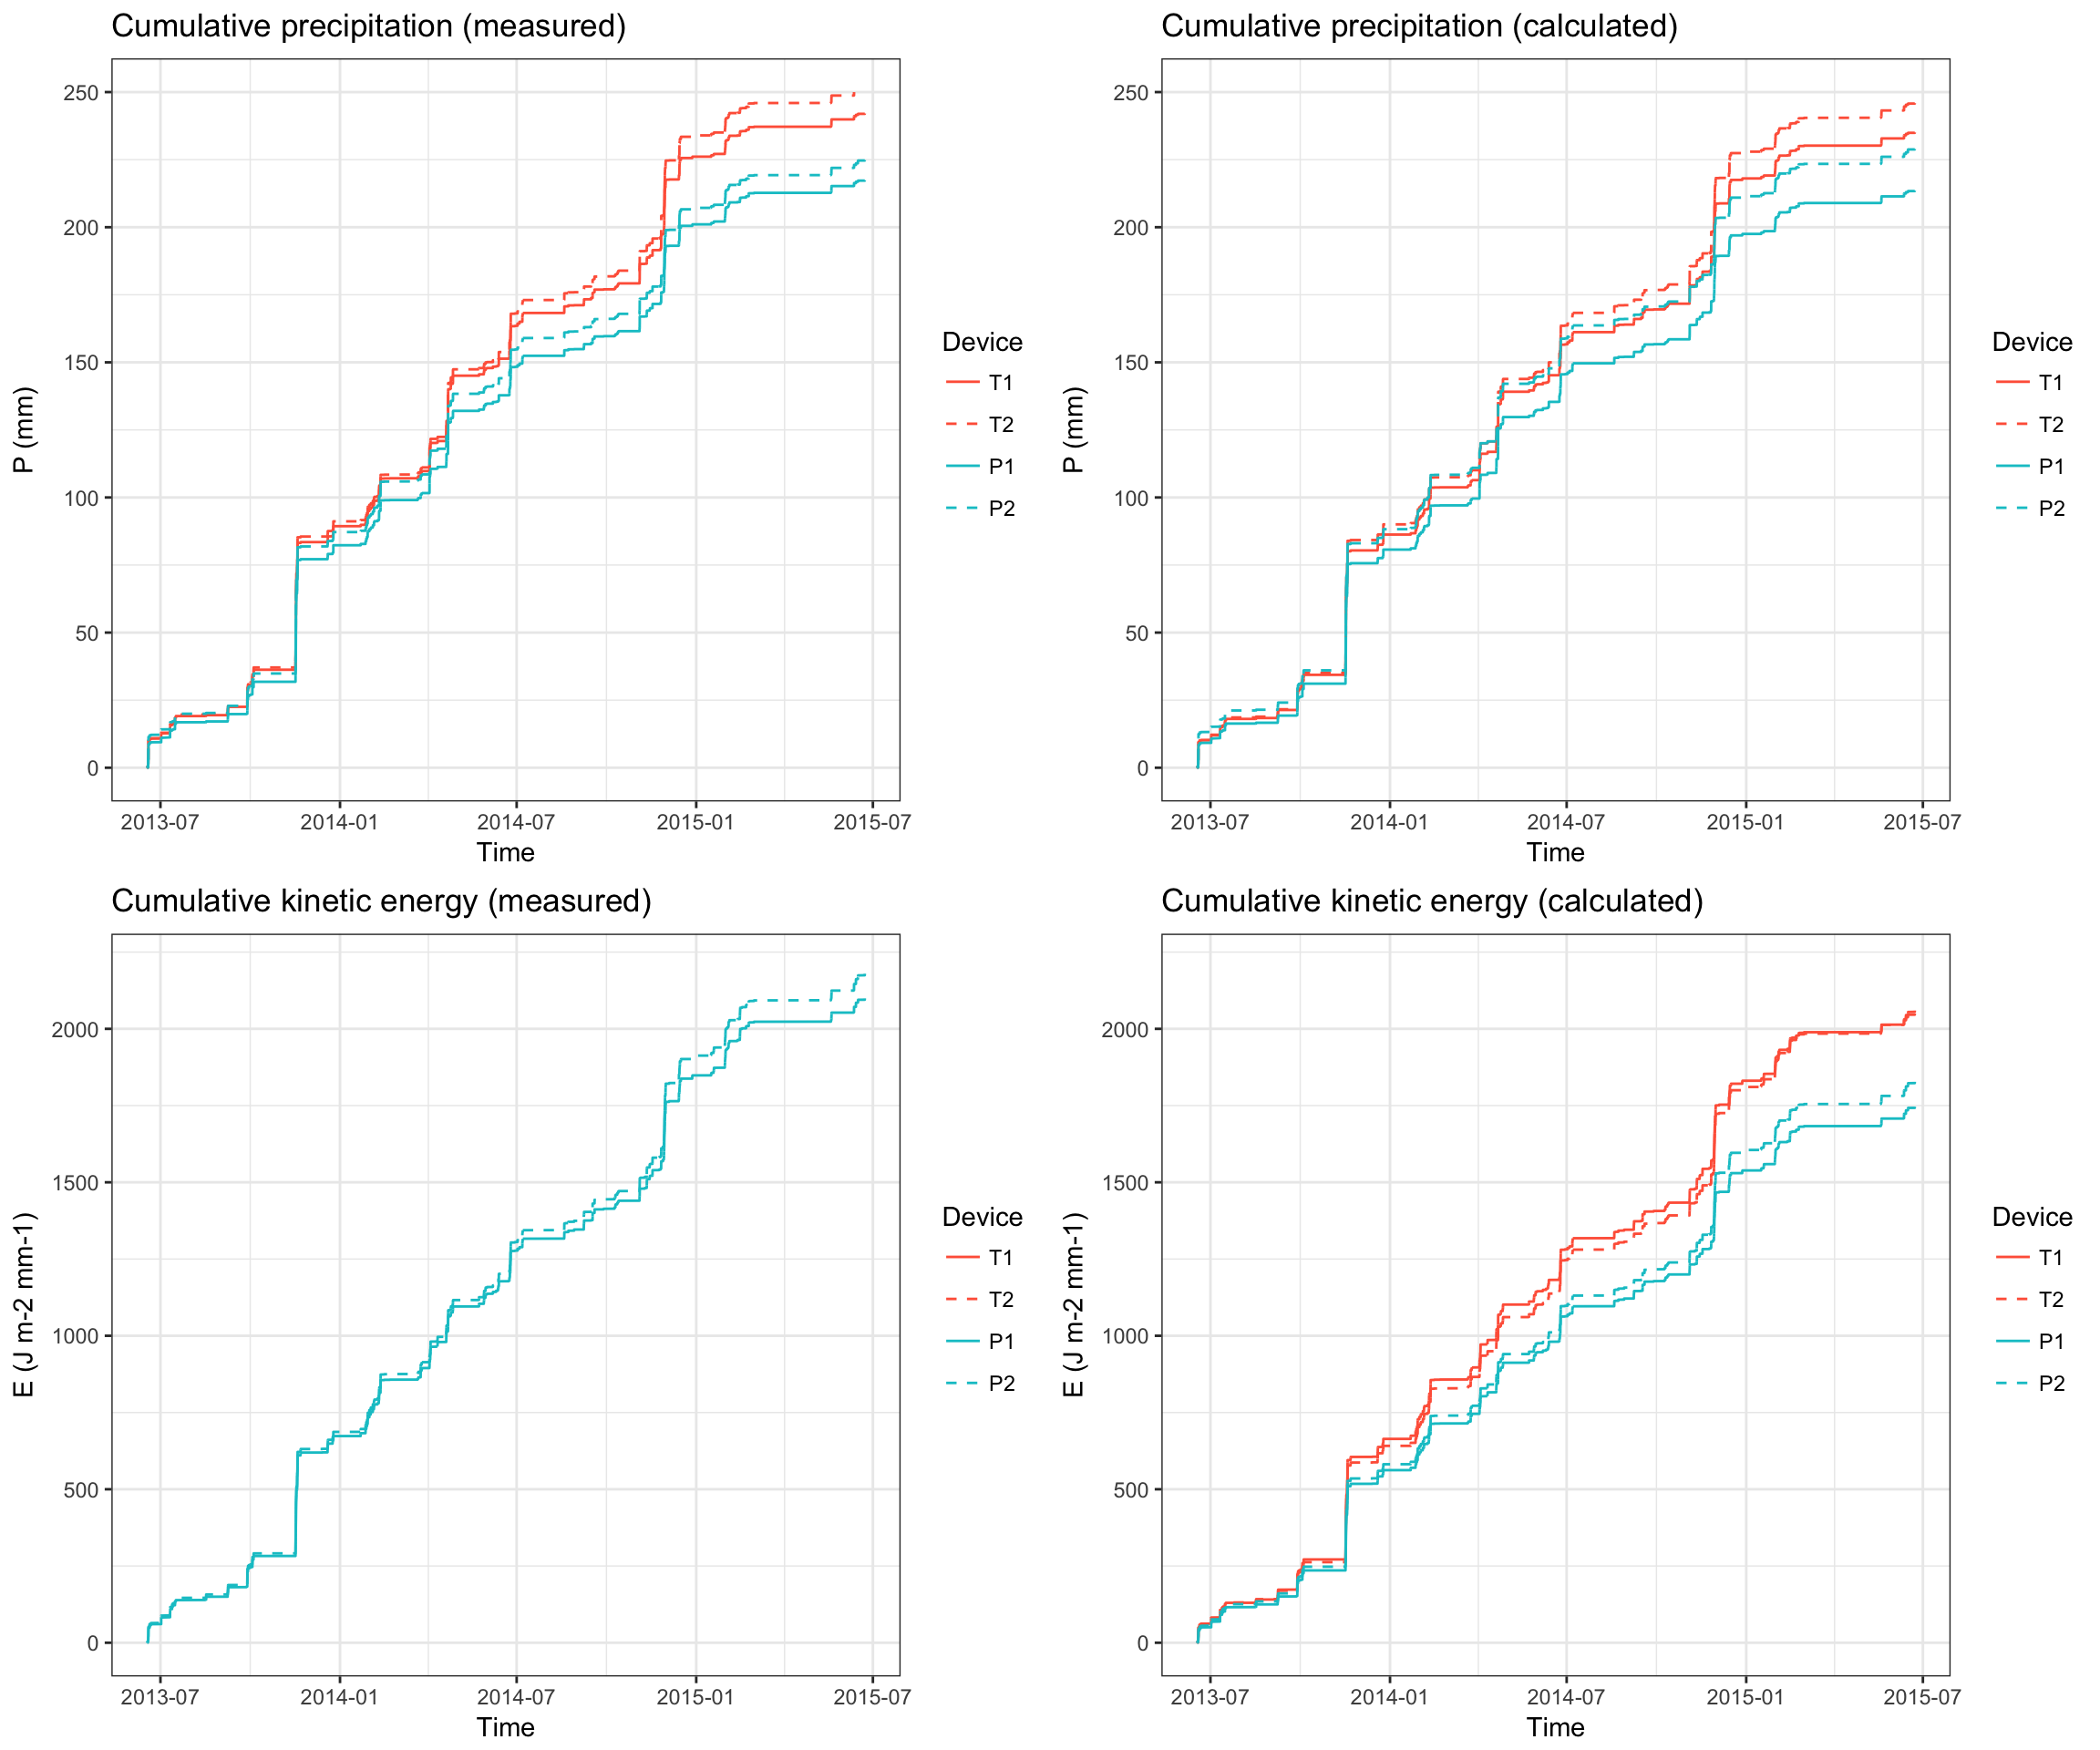 Cumulative precipitation (measured)
P (mm)
250
200
150
100
50
0
2013-07 2014-01 2014-07 2015-01 2015-07
Time
Device
T1
T2
P1
P2
Cumulative precipitation (calculated)
P (mm)
250
200
150
100
50
0
2013-07 2014-01 2014-07 2015-01 2015-07
Time
Device
T1
T2
P1
P2
Cumulative kinetic energy (measured)
E (J m-2 mm-1)
2000
1500
1000
500
0
2013-07 2014-01 2014-07 2015-01 2015-07
Time
Device
T1
T2
P1
P2
Cumulative kinetic energy (calculated)
E (J m-2 mm-1)
2000
1500
1000
500
0
2013-07 2014-01 2014-07 2015-01 2015-07
Time
Device
T1
T2
P1
P2